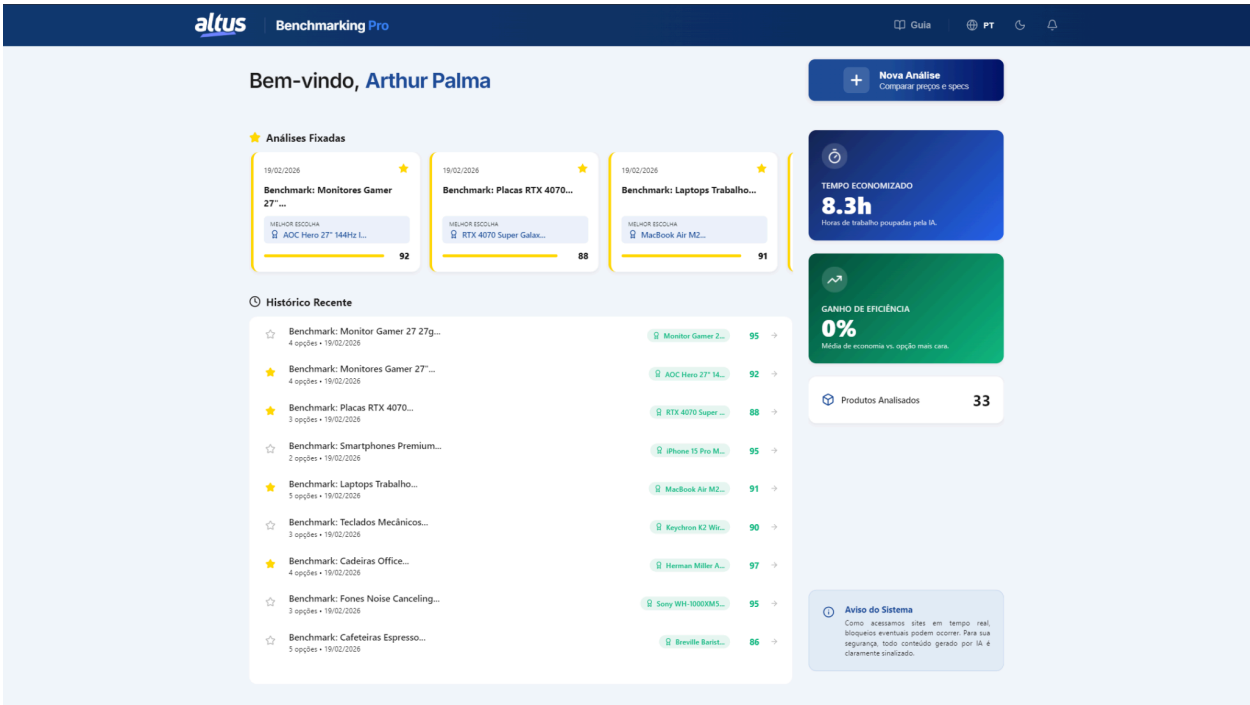 altus
Benchmarking Pro
Guia
PT
Bem-vindo, Arthur Palma
Nova Análise
Comparar preços e specs
Análises Fixadas
19/02/2026
Benchmark: Monitores Gamer
27"...
MELHOR ESCOLHA
AOC Hero 27" 144Hz I...
92
19/02/2026
Benchmark: Placas RTX 4070...
MELHOR ESCOLHA
RTX 4070 Super Galax...
88
19/02/2026
Benchmark: Laptops Trabalho...
MELHOR ESCOLHA
MacBook Air M2...
91
TEMPO ECONOMIZADO
8.3h
Horas de trabalho poupadas pela IA.
GANHO DE EFICIÊNCIA
0%
Média de economia vs. opção mais cara.
Produtos Analisados 33
Histórico Recente
Benchmark: Monitor Gamer 27 27g...
4 opções • 19/02/2026
Monitor Gamer 2... 95
Benchmark: Monitores Gamer 27"...
4 opções • 19/02/2026
AOC Hero 27" 14... 92
Benchmark: Placas RTX 4070...
3 opções • 19/02/2026
RTX 4070 Super ... 88
Benchmark: Smartphones Premium...
2 opções • 19/02/2026
iPhone 15 Pro M... 95
Benchmark: Laptops Trabalho...
5 opções • 19/02/2026
MacBook Air M2... 91
Benchmark: Teclados Mecânicos...
3 opções • 19/02/2026
Keychron K2 Wir... 90
Benchmark: Cadeiras Office...
4 opções • 19/02/2026
Herman Miller A... 97
Benchmark: Fones Noise Canceling...
3 opções • 19/02/2026
Sony WH-1000XM5... 95
Benchmark: Cafeteiras Espresso...
5 opções • 19/02/2026
Breville Barist... 86
Aviso do Sistema
Como acessamos sites em tempo real,
bloqueios eventuais podem ocorrer. Para sua
segurança, todo conteúdo gerado por IA é
claramente sinalizado.